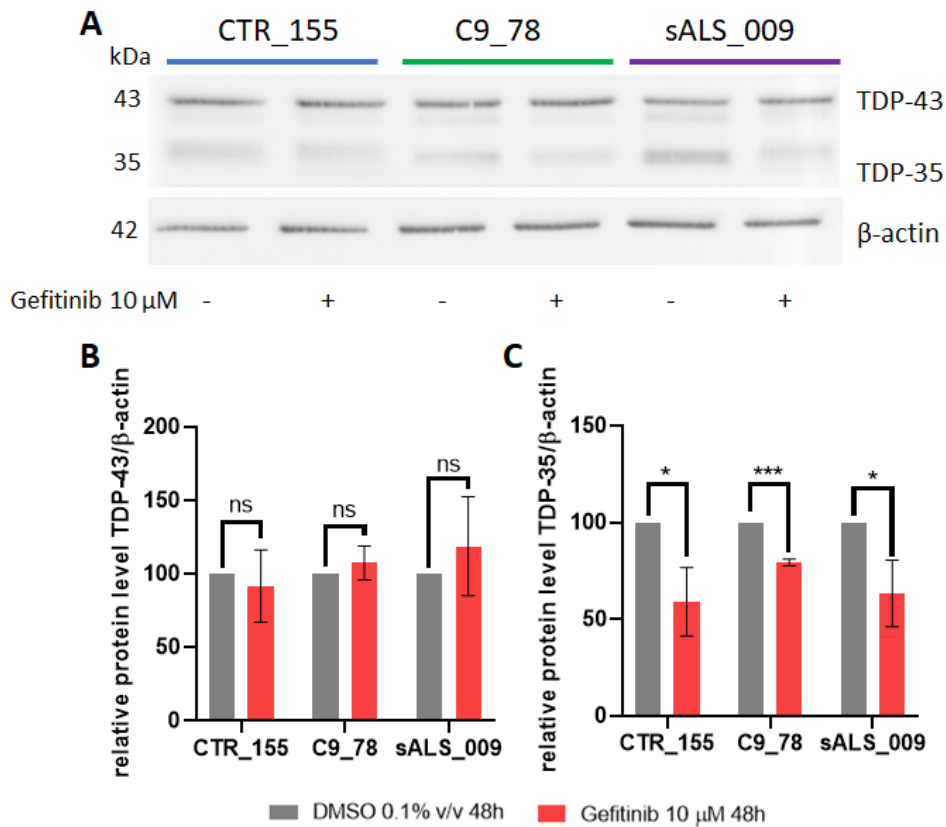 A
CTR_155 C9_78 sALS_009
kDa
43 TDP-43
35 TDP-35
42 β-actin
Gefitinib 10 µM - + - + - +
B
relative protein level TDP-43/β-actin
200
150
100
50
0
ns ns ns
CTR_155 C9_78 sALS_009
C
relative protein level TDP-35/β-actin
150
100
50
0
* *** *
CTR_155 C9_78 sALS_009
DMSO 0.1% v/v 48h Gefitinib 10 µM 48h